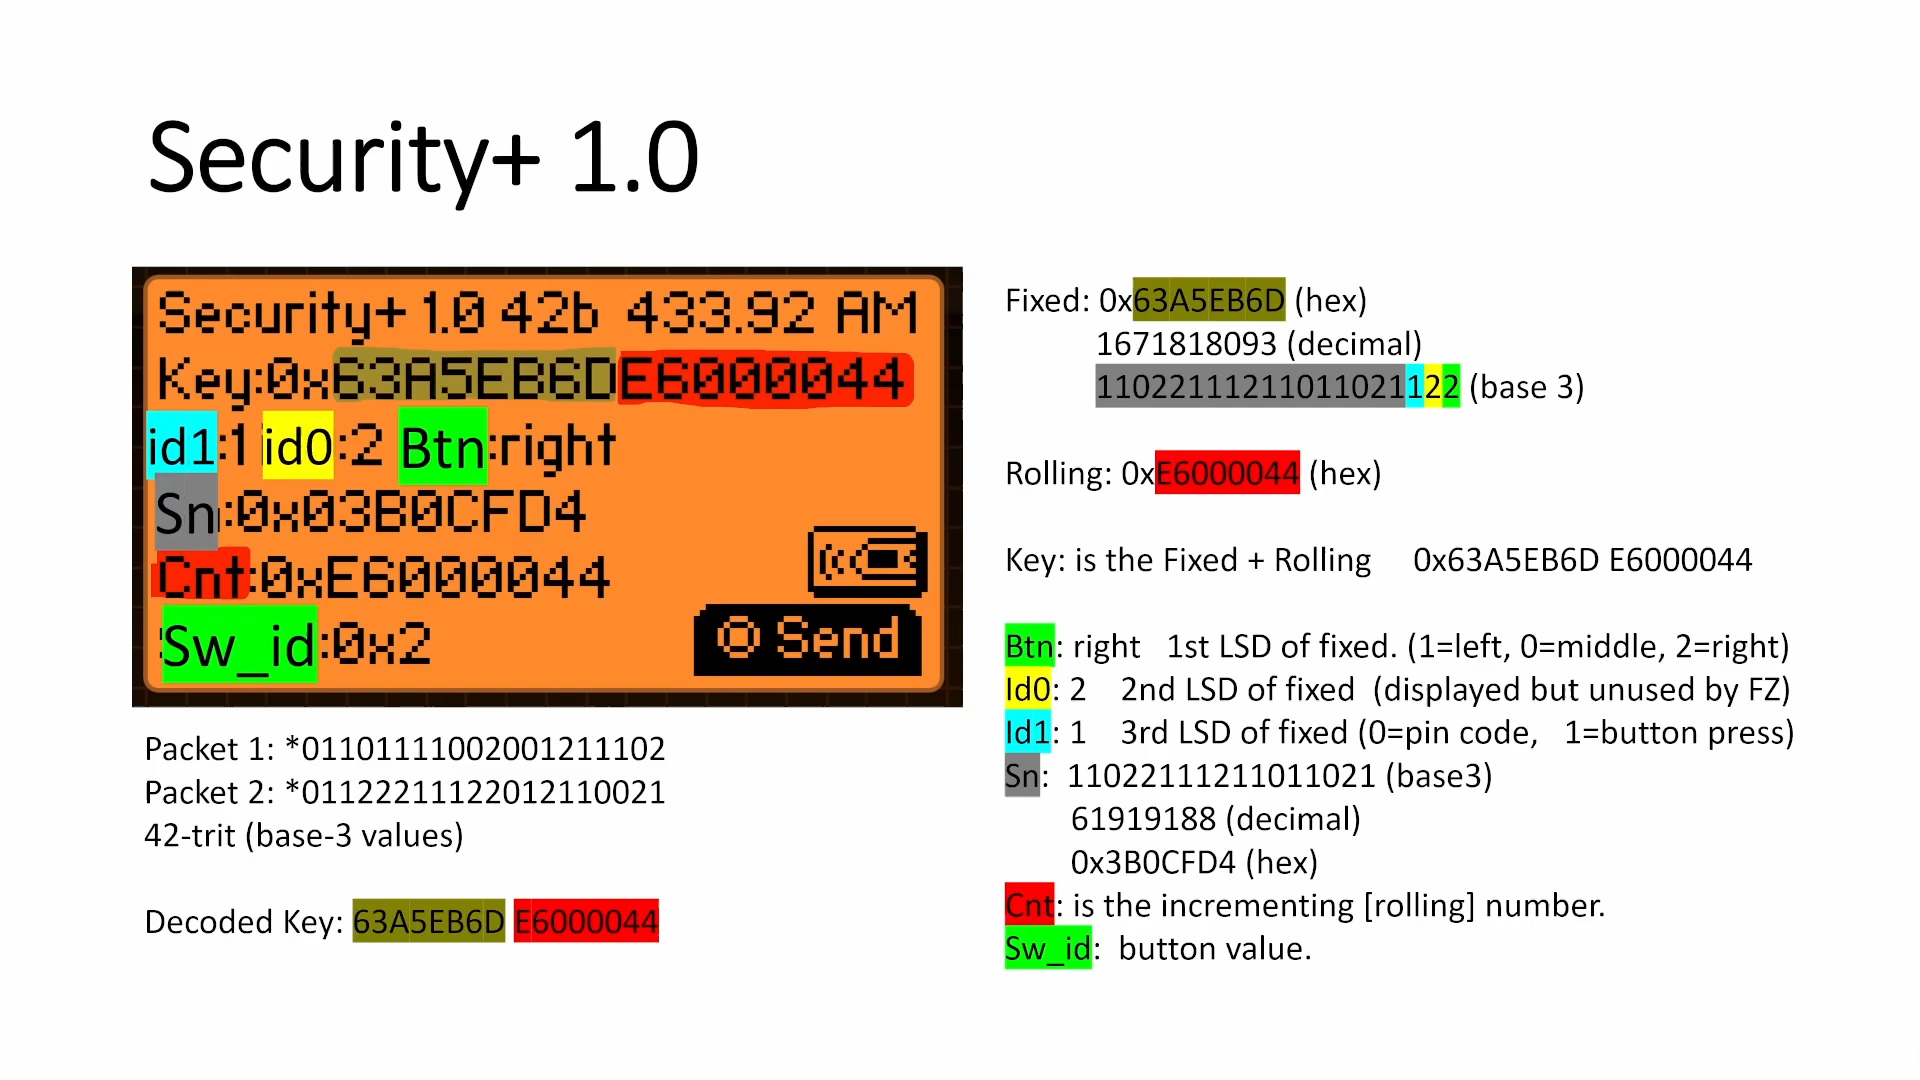 Security+ 1.0
Security+ 1.0 42b 433.92 AM
Key:0x63A5EB6DE6000044
id1:1 id0:2 Btn:right
Sn:0x03B0CFD4
Cnt:0xE6000044
Sw_id:0x2
Send
Packet 1: *01101111002001211102
Packet 2: *01122211122012110021
42-trit (base-3 values)
Decoded Key: 63A5EB6D E6000044
Fixed: 0x63A5EB6D (hex)
1671818093 (decimal)
11022111211011021122 (base 3)
Rolling: 0xE6000044 (hex)
Key: is the Fixed + Rolling 0x63A5EB6D E6000044
Btn: right 1st LSD of fixed. (1=left, 0=middle, 2=right)
Id0: 2 2nd LSD of fixed (displayed but unused by FZ)
Id1: 1 3rd LSD of fixed (0=pin code, 1=button press)
Sn: 11022111211011021 (base3)
61919188 (decimal)
0x3B0CFD4 (hex)
Cnt: is the incrementing [rolling] number.
Sw_id: button value.